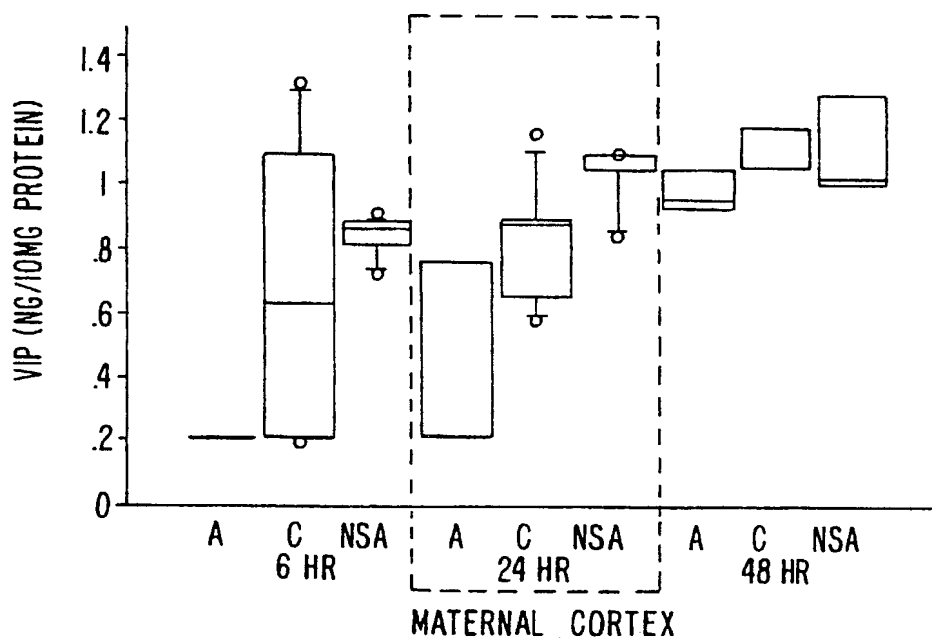 VIP (NG/10MG PROTEIN)
1.4
1.2
1
.8
.6
.4
.2
0
A C NSA A C NSA A C NSA
6 HR 24 HR 48 HR
MATERNAL CORTEX